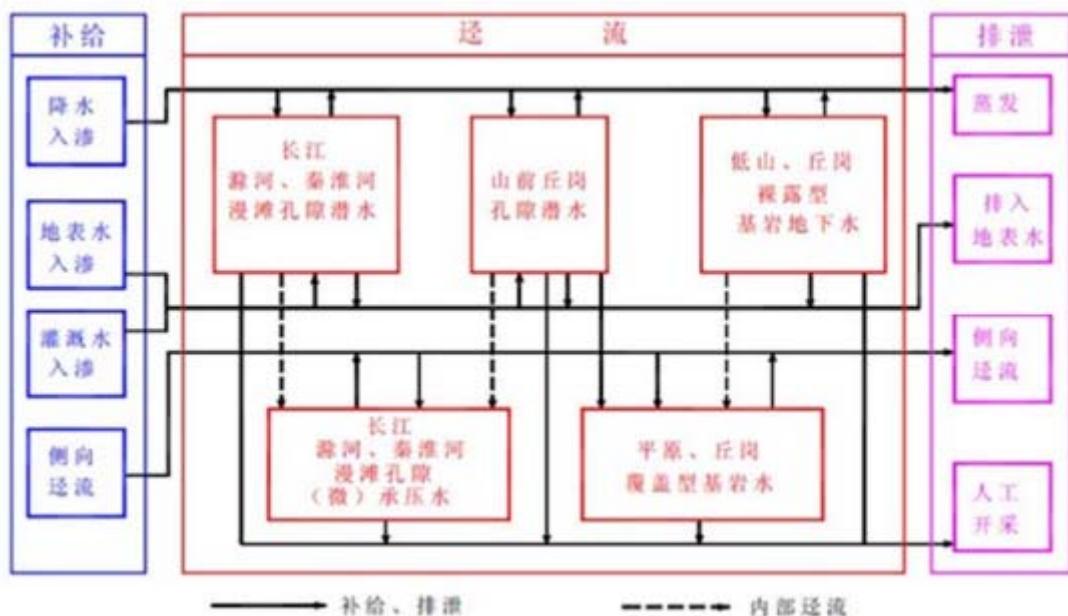 补给
迳流
排泄
降水
入渗
地表水
入渗
灌溉水
入渗
侧向
迳流
长江
滁河、秦淮河
漫滩孔隙潜水
山前丘岗
孔隙潜水
低山、丘岗
裸露型
基岩地下水
长江
滁河、秦淮河
漫滩孔隙
（微）承压水
平原、丘岗
覆盖型基岩水
蒸发
排入
地表水
侧向
迳流
人工
开采
补给、排泄
内部迳流